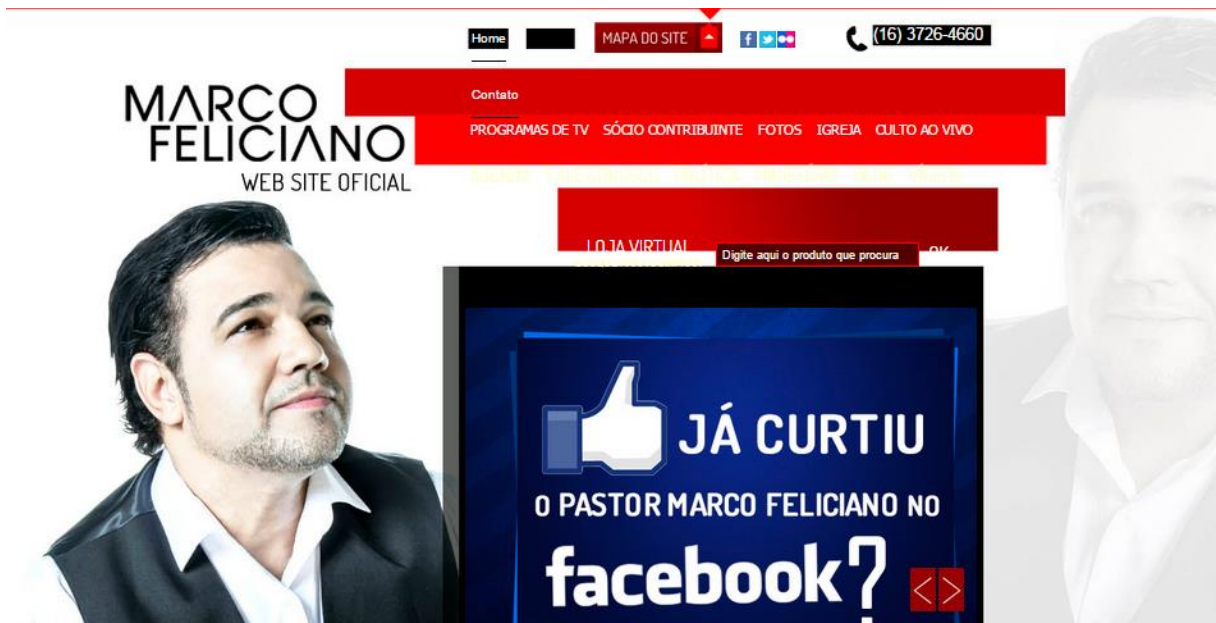 Home
MAPA DO SITE
f
(16) 3726-4660
MARCO
FELICIANO
WEB SITE OFICIAL
Contato
PROGRAMAS DE TV SÓCIO CONTRIBUINTE FOTOS IGREJA CULTO AO VIVO
LOJA VIRTUAL
Digite aqui o produto que procura
OK
JÁ CURTIU
O PASTOR MARCO FELICIANO NO
facebook?